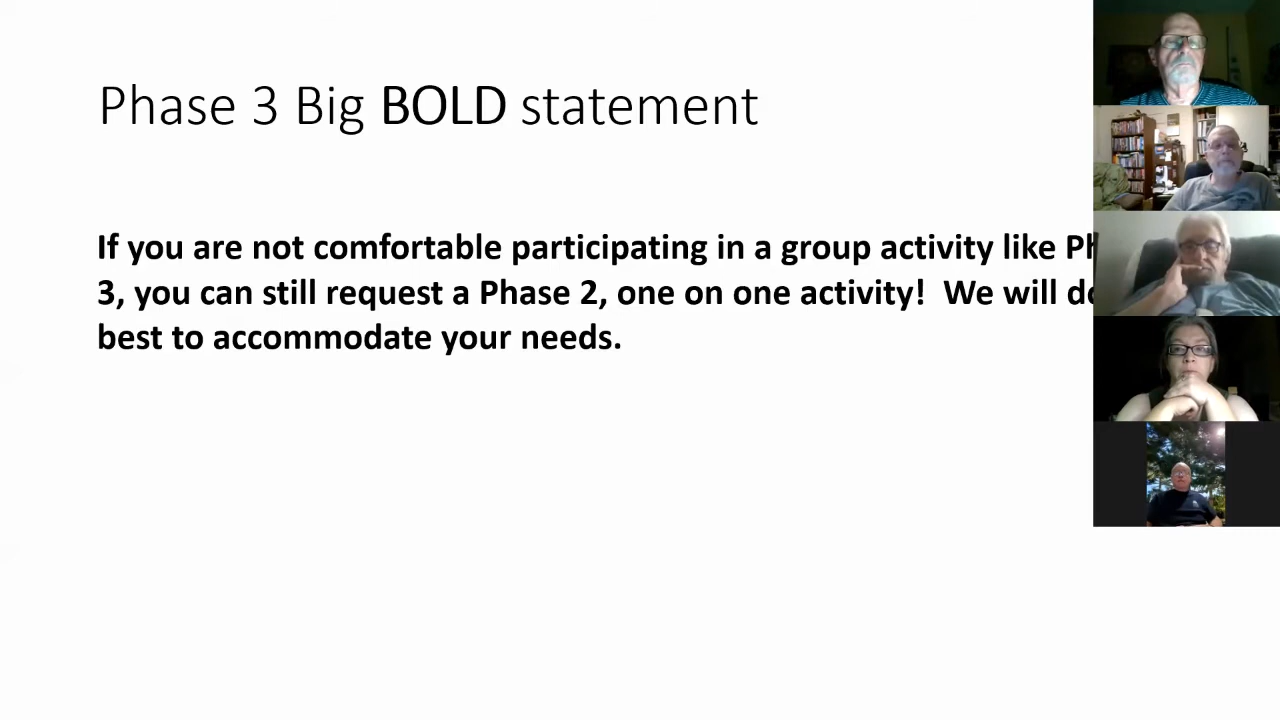 Phase 3 Big BOLD statement
If you are not comfortable participating in a group activity like
3, you can still request a Phase 2, one on one activity!  We will
best to accommodate your needs.